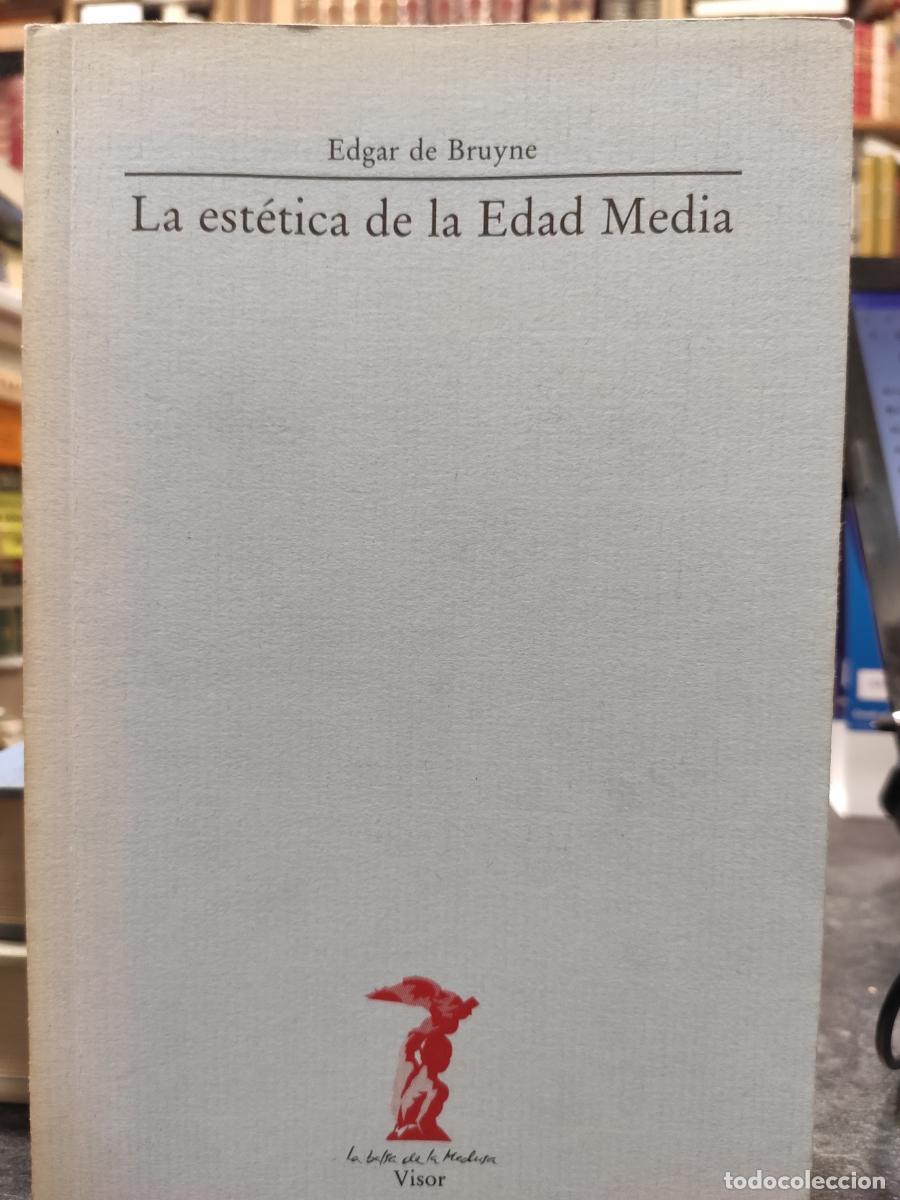 Edgar de Bruyne
La estética de la Edad Media
La balsa de la Medusa
Visor
todocoleccion